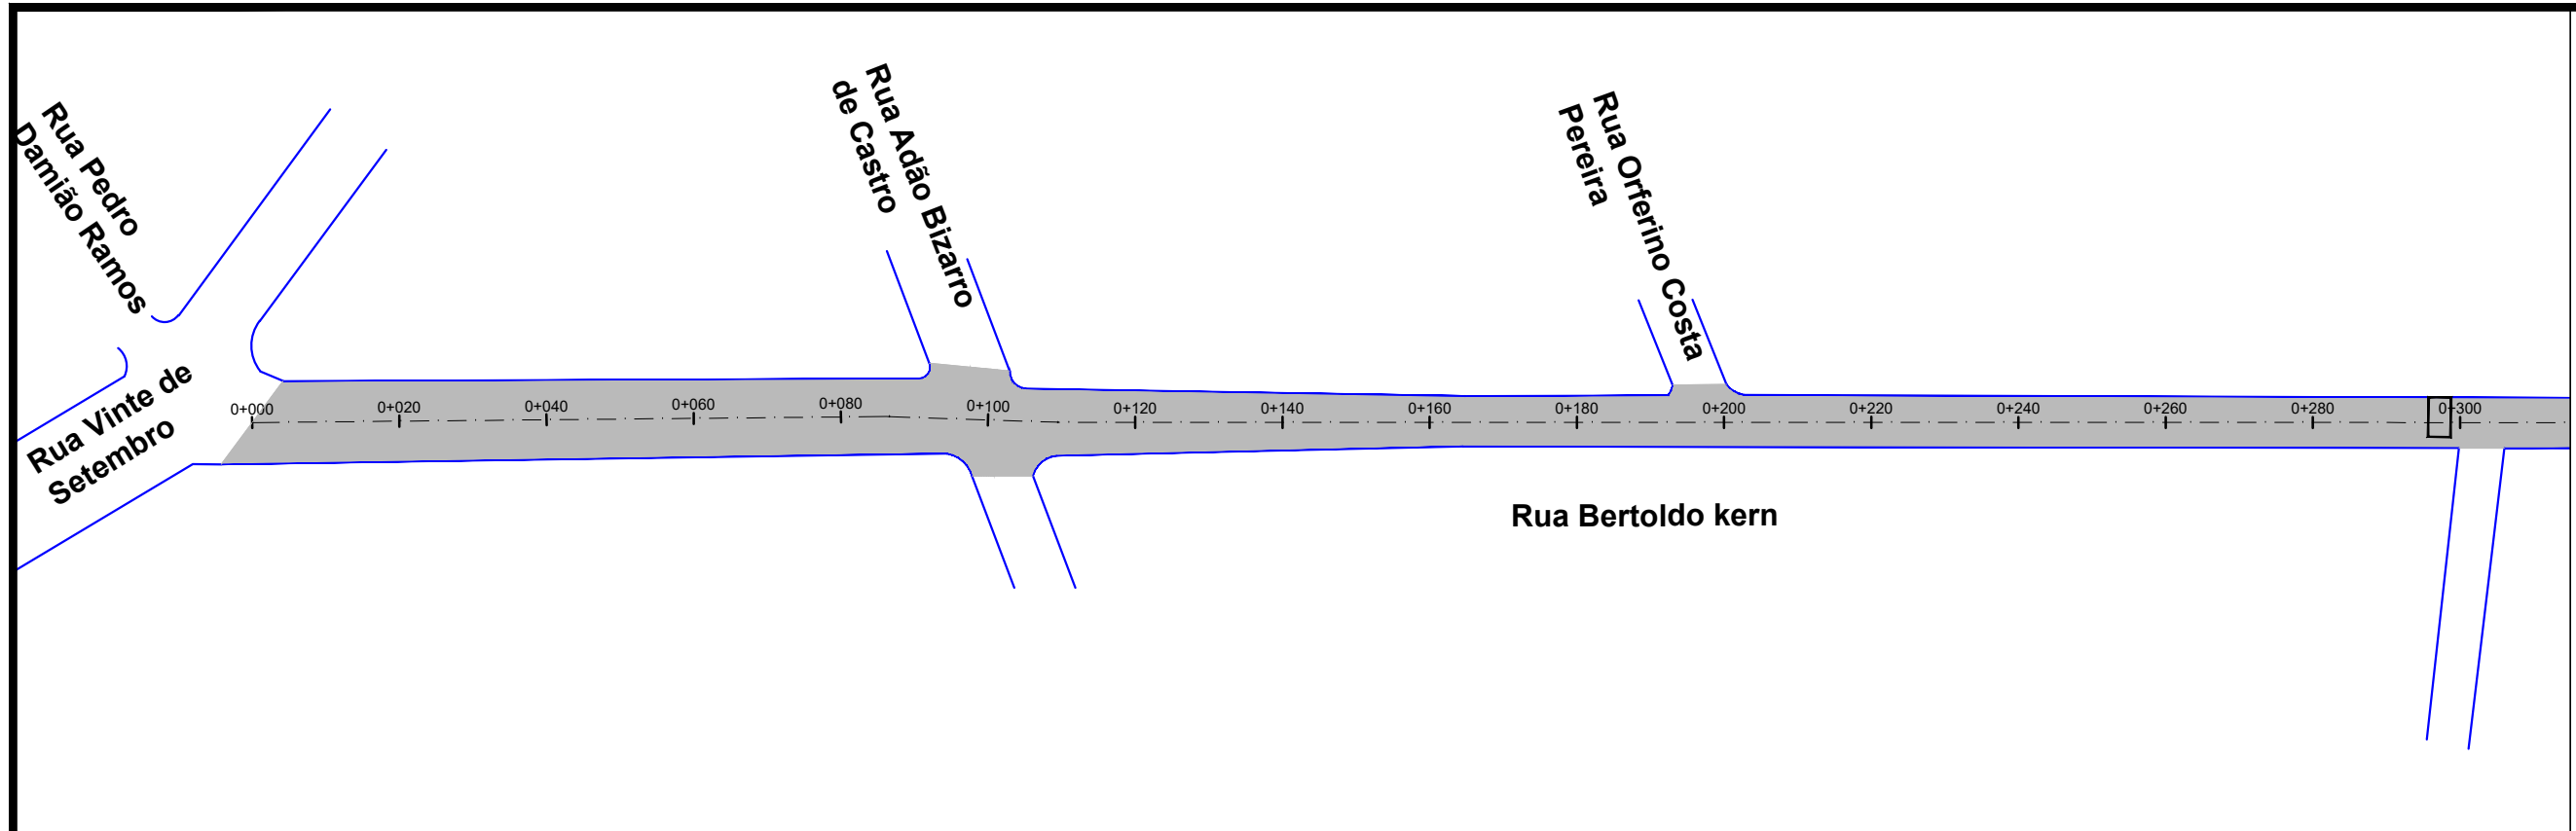 Rua Pedro
Damião Ramos
Rua Vinte de
Setembro
Rua Adão Bizarro
de Castro
Rua Orferino Costa
Pereira
0+000
0+020
0+040
0+060
0+080
0+100
0+120
0+140
0+160
0+180
0+200
0+220
0+240
0+260
0+280
0+300
Rua Bertoldo kern